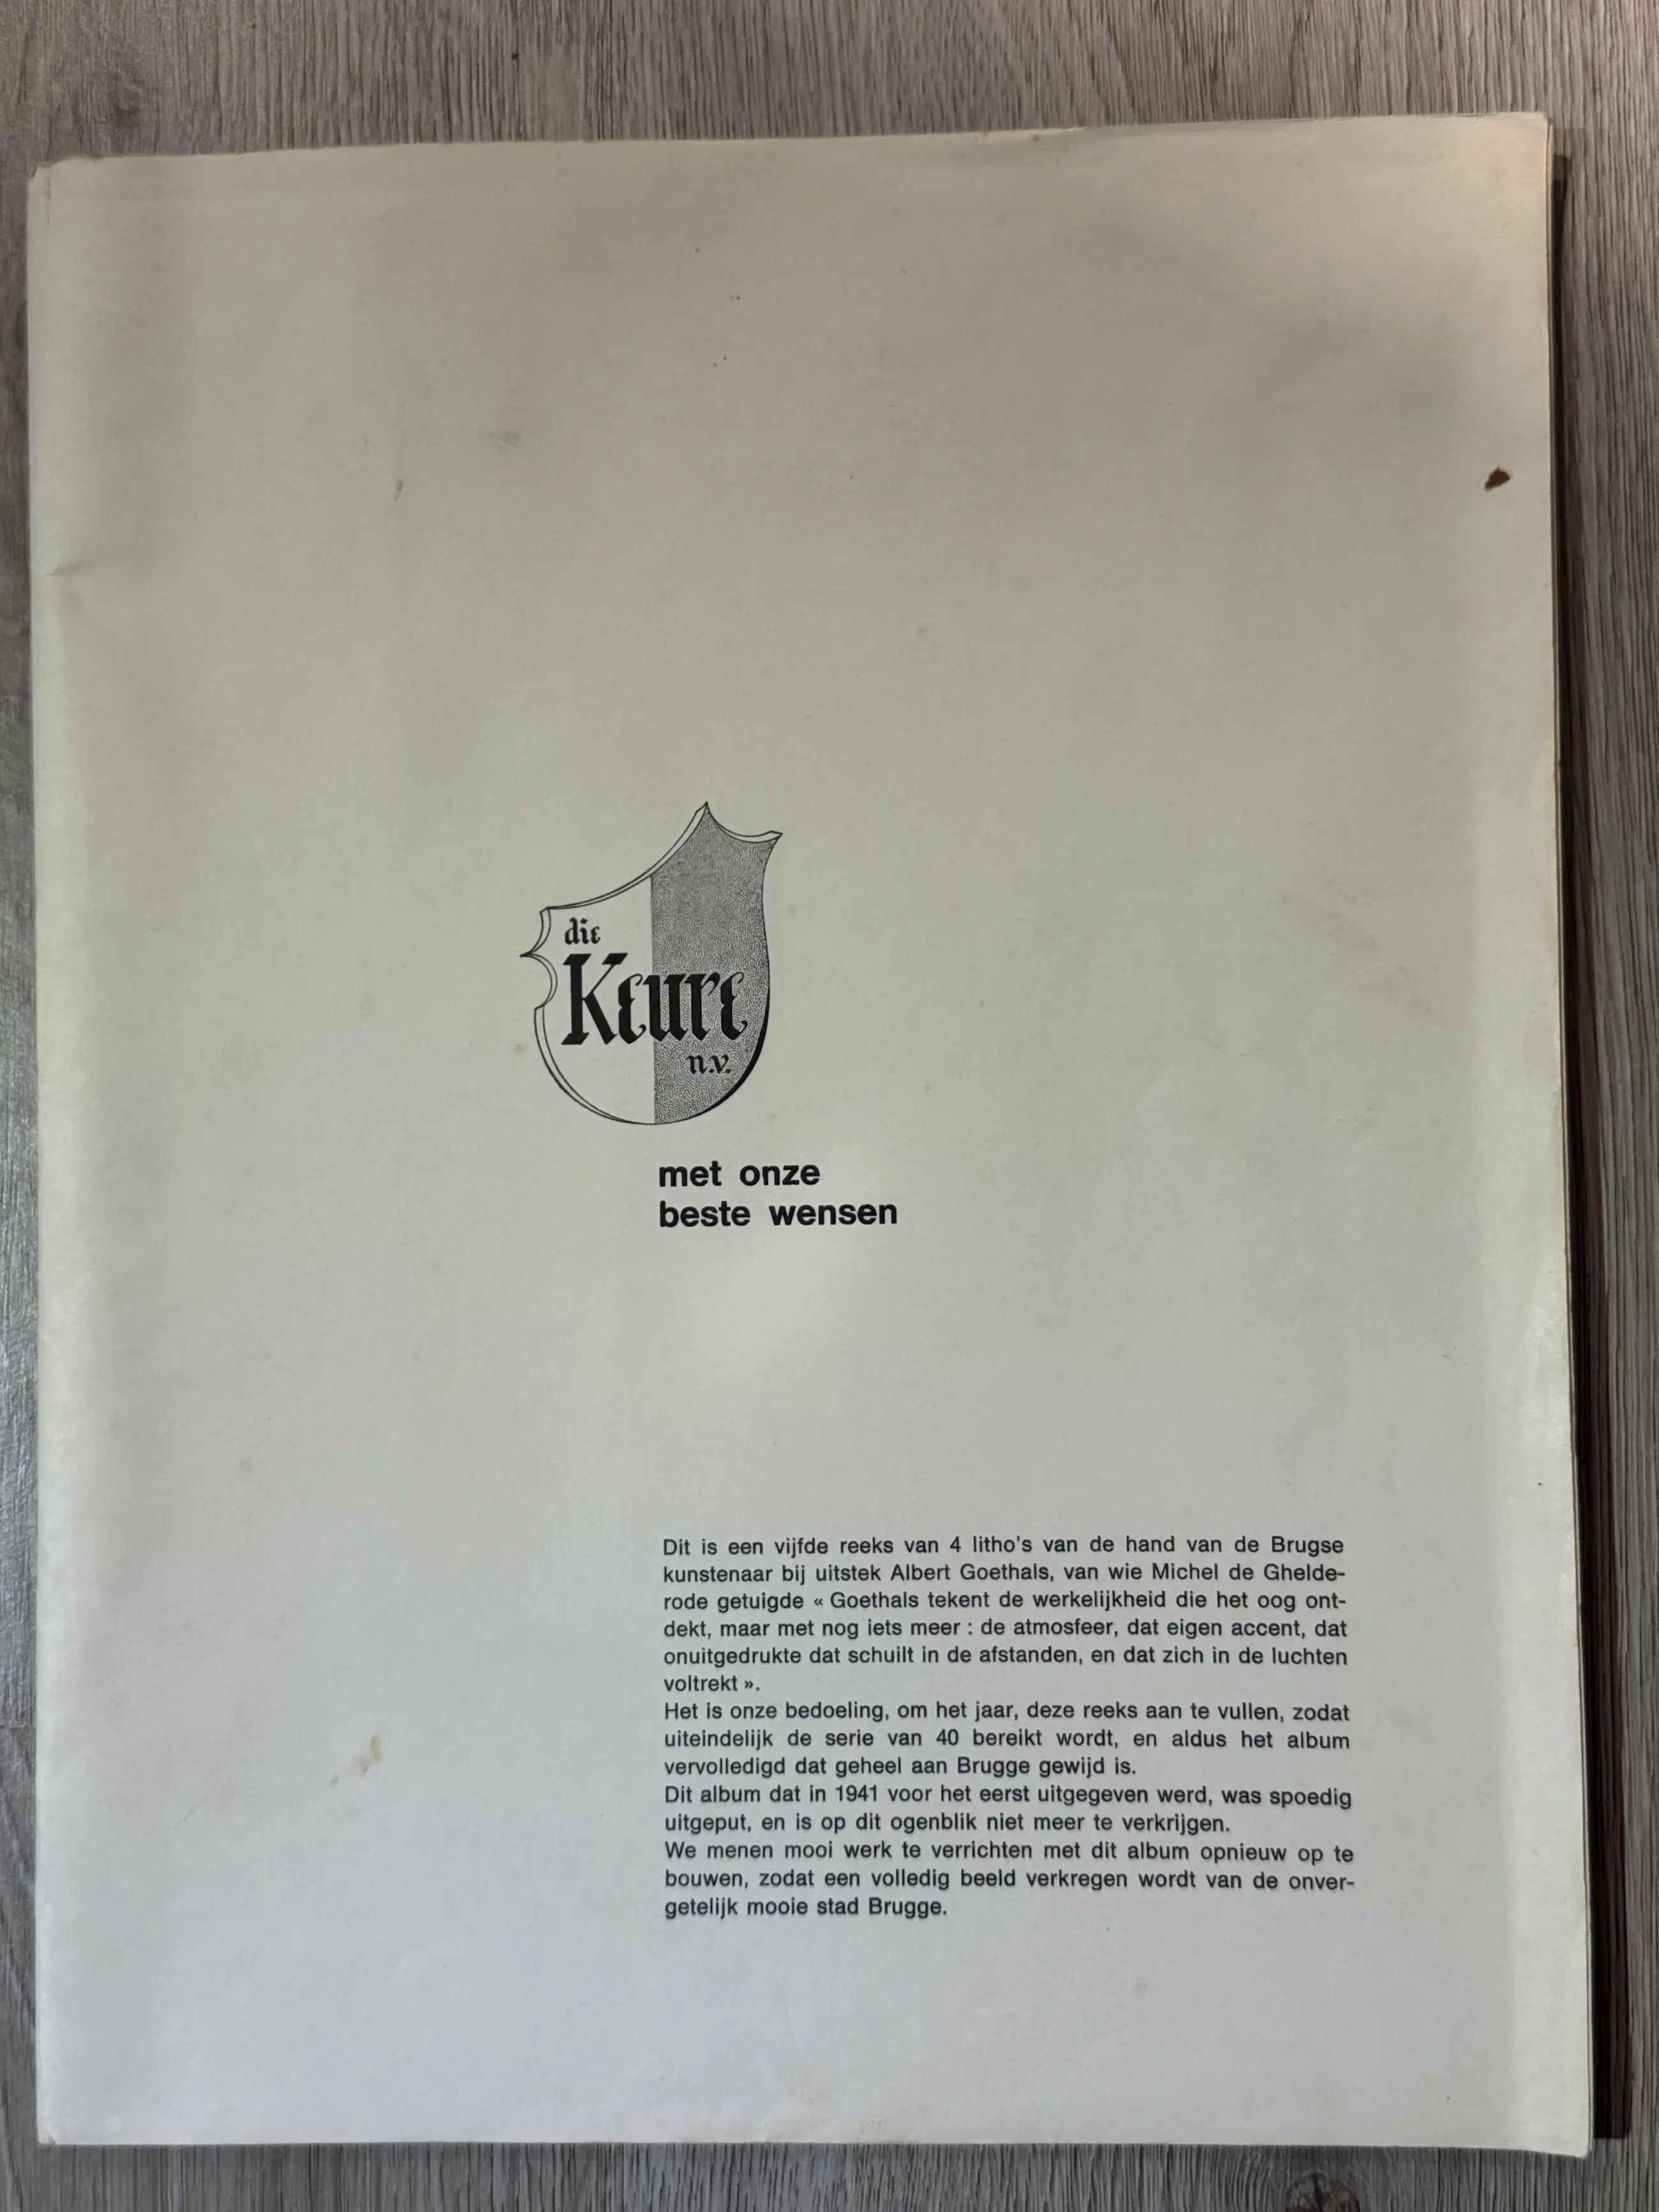 die
Keure
n.v.
met onze
beste wensen
Dit is een vijfde reeks van 4 litho's van de hand van de Brugse
kunstenaar bij uitstek Albert Goethals, van wie Michel de Ghelde-
rode getuigde « Goethals tekent de werkelijkheid die het oog ont-
dekt, maar met nog iets meer : de atmosfeer, dat eigen accent, dat
onuitgedrukte dat schuilt in de afstanden, en dat zich in de luchten
voltrekt ».
Het is onze bedoeling, om het jaar, deze reeks aan te vullen, zodat
uiteindelijk de serie van 40 bereikt wordt, en aldus het album
vervolledigd dat geheel aan Brugge gewijd is.
Dit album dat in 1941 voor het eerst uitgegeven werd, was spoedig
uitgeput, en is op dit ogenblik niet meer te verkrijgen.
We menen mooi werk te verrichten met dit album opnieuw op te
bouwen, zodat een volledig beeld verkregen wordt van de onver-
getelijk mooie stad Brugge.